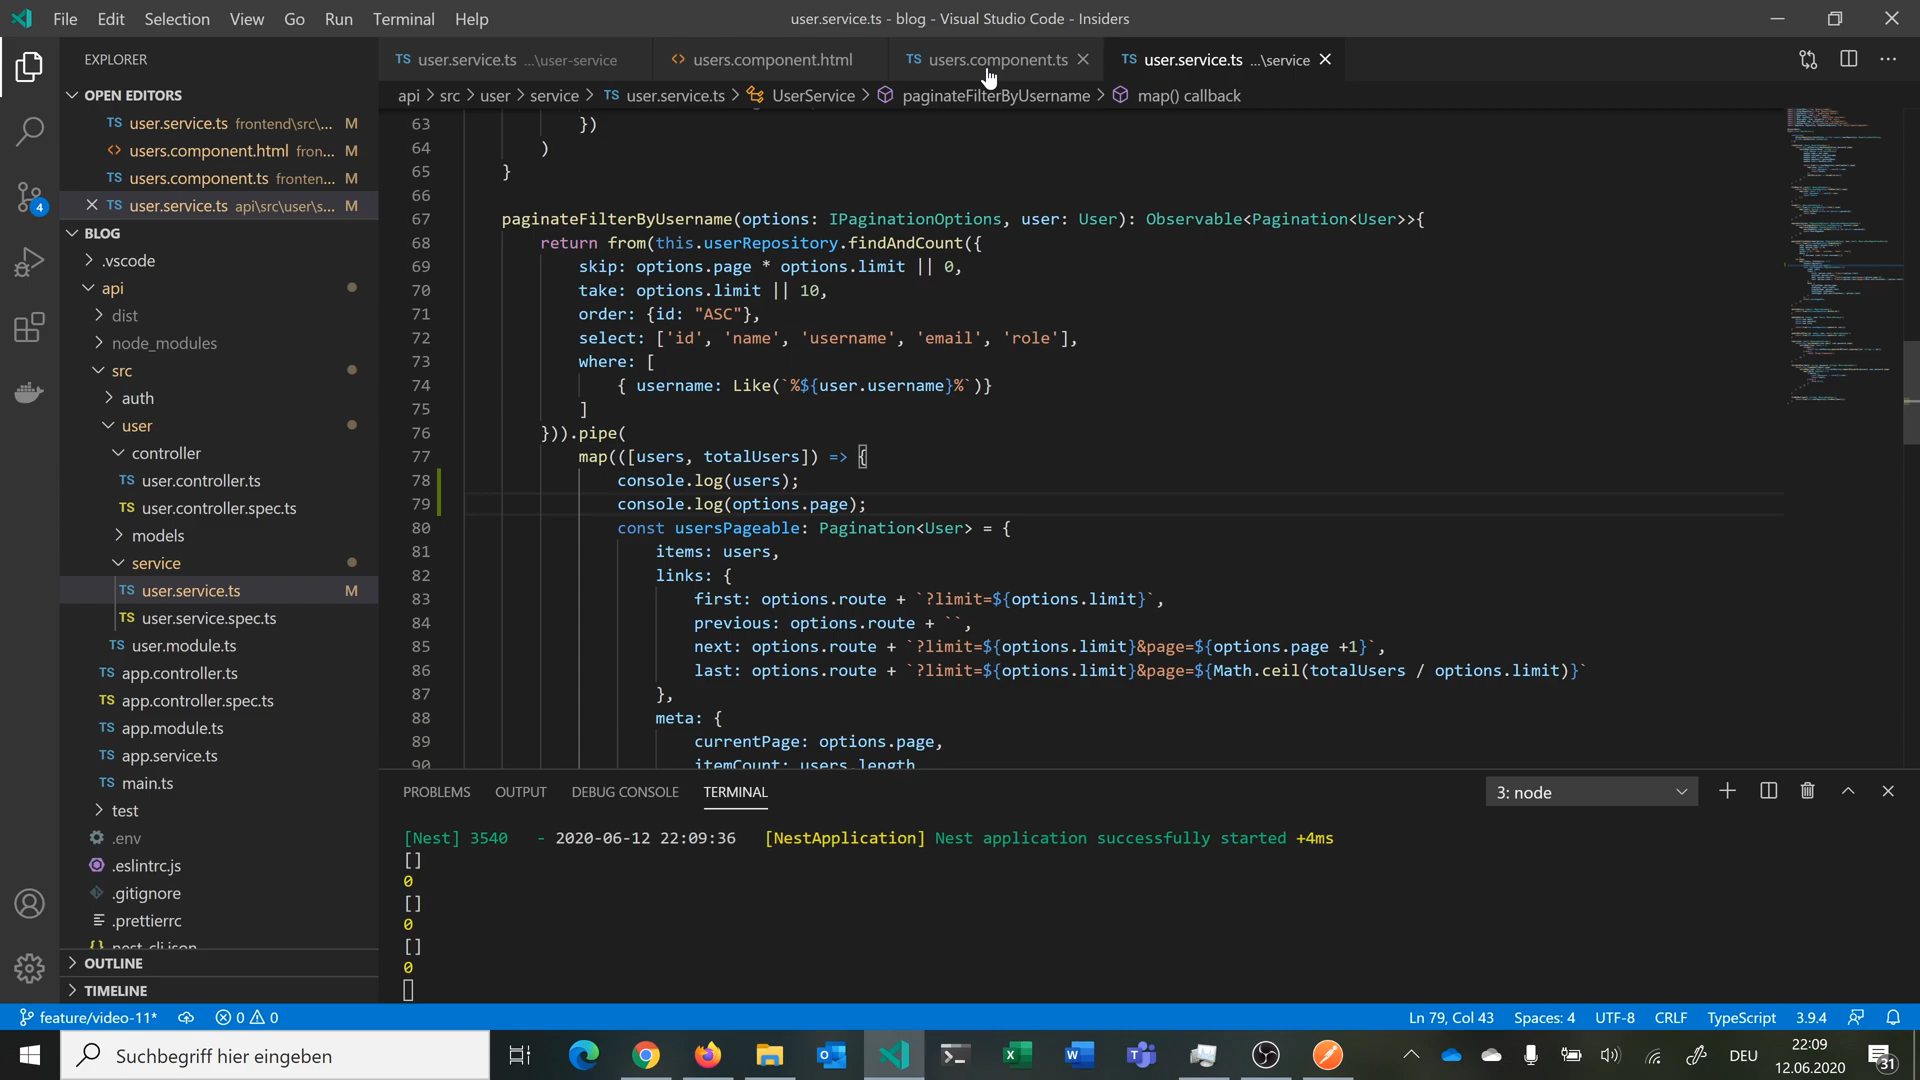 File Edit Selection View Go Run Terminal Help
user.service.ts - blog - Visual Studio Code - Insiders
EXPLORER
OPEN EDITORS
TS user.service.ts frontend\src\... M
<> users.component.html fron... M
TS users.component.ts fronten... M
TS user.service.ts api\src\user\s... M
BLOG
.vscode
api
dist
node_modules
src
auth
user
controller
TS user.controller.ts
TS user.controller.spec.ts
models
service
TS user.service.ts M
TS user.service.spec.ts
TS user.module.ts
TS app.controller.ts
TS app.controller.spec.ts
TS app.module.ts
TS app.service.ts
TS main.ts
test
.env
.eslintrc.js
.gitignore
.prettierrc
{} nest-cli.json
OUTLINE
TIMELINE
4
TS user.service.ts ...\user-service
<> users.component.html
TS users.component.ts
TS user.service.ts ...\service
api > src > user > service > TS user.service.ts > UserService > paginateFilterByUsername > map() callback
63 })
64 )
65 }
66
67 paginateFilterByUsername(options: IPaginationOptions, user: User): Observable<Pagination<User>>{
68 return from(this.userRepository.findAndCount({
69 skip: options.page * options.limit || 0,
70 take: options.limit || 10,
71 order: {id: "ASC"},
72 select: ['id', 'name', 'username', 'email', 'role'],
73 where: [
74 { username: Like(`%${user.username}%`)}
75 ]
76 })).pipe(
77 map(([users, totalUsers]) => {
78 console.log(users);
79 console.log(options.page);
80 const usersPageable: Pagination<User> = {
81 items: users,
82 links: {
83 first: options.route + `?limit=${options.limit}`,
84 previous: options.route + ``,
85 next: options.route + `?limit=${options.limit}&page=${options.page +1}`,
86 last: options.route + `?limit=${options.limit}&page=${Math.ceil(totalUsers / options.limit)}`
87 },
88 meta: {
89 currentPage: options.page,
90 itemCount: users.length
PROBLEMS OUTPUT DEBUG CONSOLE TERMINAL
3: node
[Nest] 3540 - 2020-06-12 22:09:36 [NestApplication] Nest application successfully started +4ms
[]
0
[]
0
[]
0
feature/video-11* 0 0
Ln 79, Col 43 Spaces: 4 UTF-8 CRLF TypeScript 3.9.4
Suchbegriff hier eingeben
DEU
22:09
12.06.2020
31